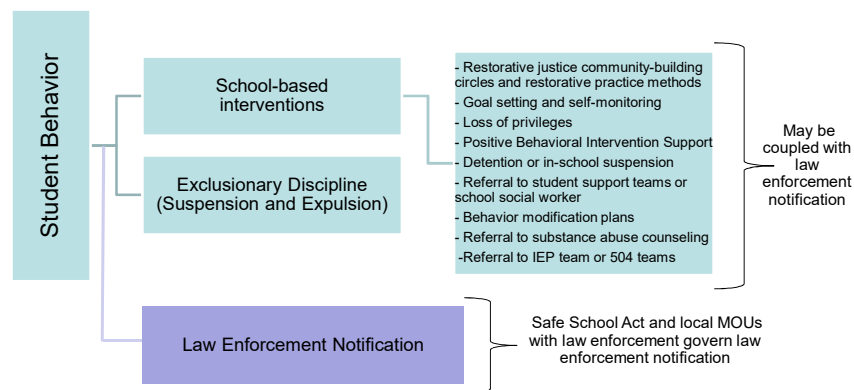 Student Behavior
School-based
interventions
Exclusionary Discipline
(Suspension and Expulsion)
- Restorative justice community-building
circles and restorative practice methods
- Goal setting and self-monitoring
- Loss of privileges
- Positive Behavioral Intervention Support
- Detention or in-school suspension
- Referral to student support teams or
school social worker
- Behavior modification plans
- Referral to substance abuse counseling
-Referral to IEP team or 504 teams
May be
coupled with
law
enforcement
notification
Law Enforcement Notification
Safe School Act and local MOUs
with law enforcement govern law
enforcement notification